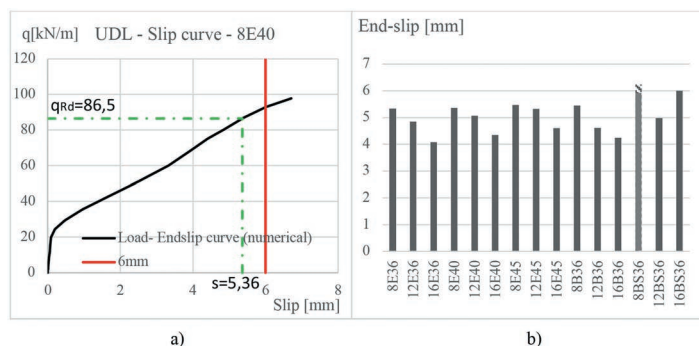 q[kN/m] UDL - Slip curve - 8E40
120
100
qRd=86,5
80
60
40
20
0
Load- Endslip curve (numerical)
6mm
0 2 4 6 8
s=5,36
Slip [mm]
a)
End-slip [mm]
7
6
5
4
3
2
1
0
8E36
12E36
16E36
8E40
12E40
16E40
8E45
12E45
16E45
8B36
12B36
16B36
8BS36
12BS36
16BS36
b)